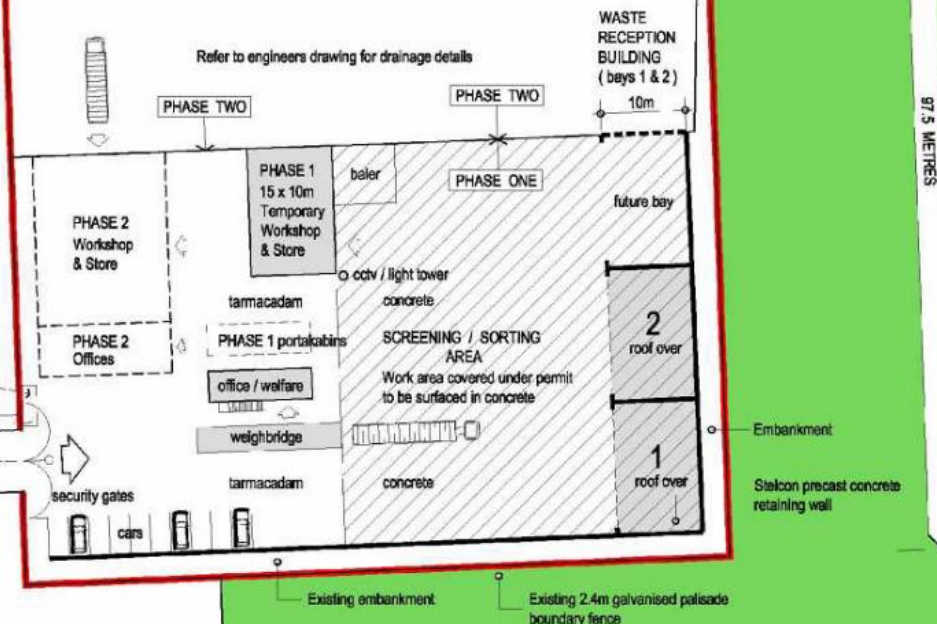 WASTE
RECEPTION
BUILDING
( bays 1 & 2 )
10m
Refer to engineers drawing for drainage details
PHASE TWO
PHASE TWO
PHASE ONE
97.5 METRES
PHASE 1
15 x 10m
Temporary
Workshop
& Store
baler
future bay
PHASE 2
Workshop
& Store
cctv / light tower
tarmacadam
concrete
PHASE 2
Offices
PHASE 1 portakabins
SCREENING / SORTING
AREA
Work area covered under permit
to be surfaced in concrete
2
roof over
office / welfare
weighbridge
1
roof over
Embankment
security gates
tarmacadam
concrete
Stelcon precast concrete
retaining wall
cars
Existing embankment
Existing 2.4m galvanised palisade
boundary fence